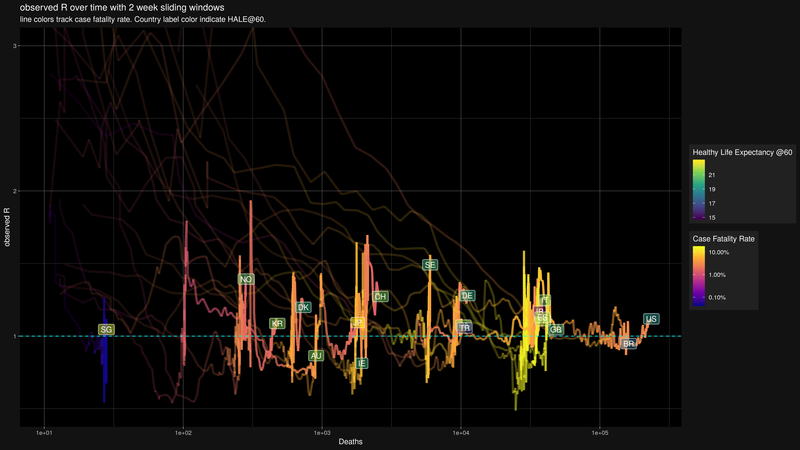 observed R over time with 2 week sliding windows
line colors track case fatality rate. Country label color indicate HALE@60.
3
2
1
observed R
SG
NO
KR
DK
AU
JP
IE
CH
SE
DE
TR
IT
GB
BR
US
1e+01
1e+02
1e+03
1e+04
1e+05
Deaths
Healthy Life Expectancy @60
21
19
17
15
Case Fatality Rate
10.00%
1.00%
0.10%